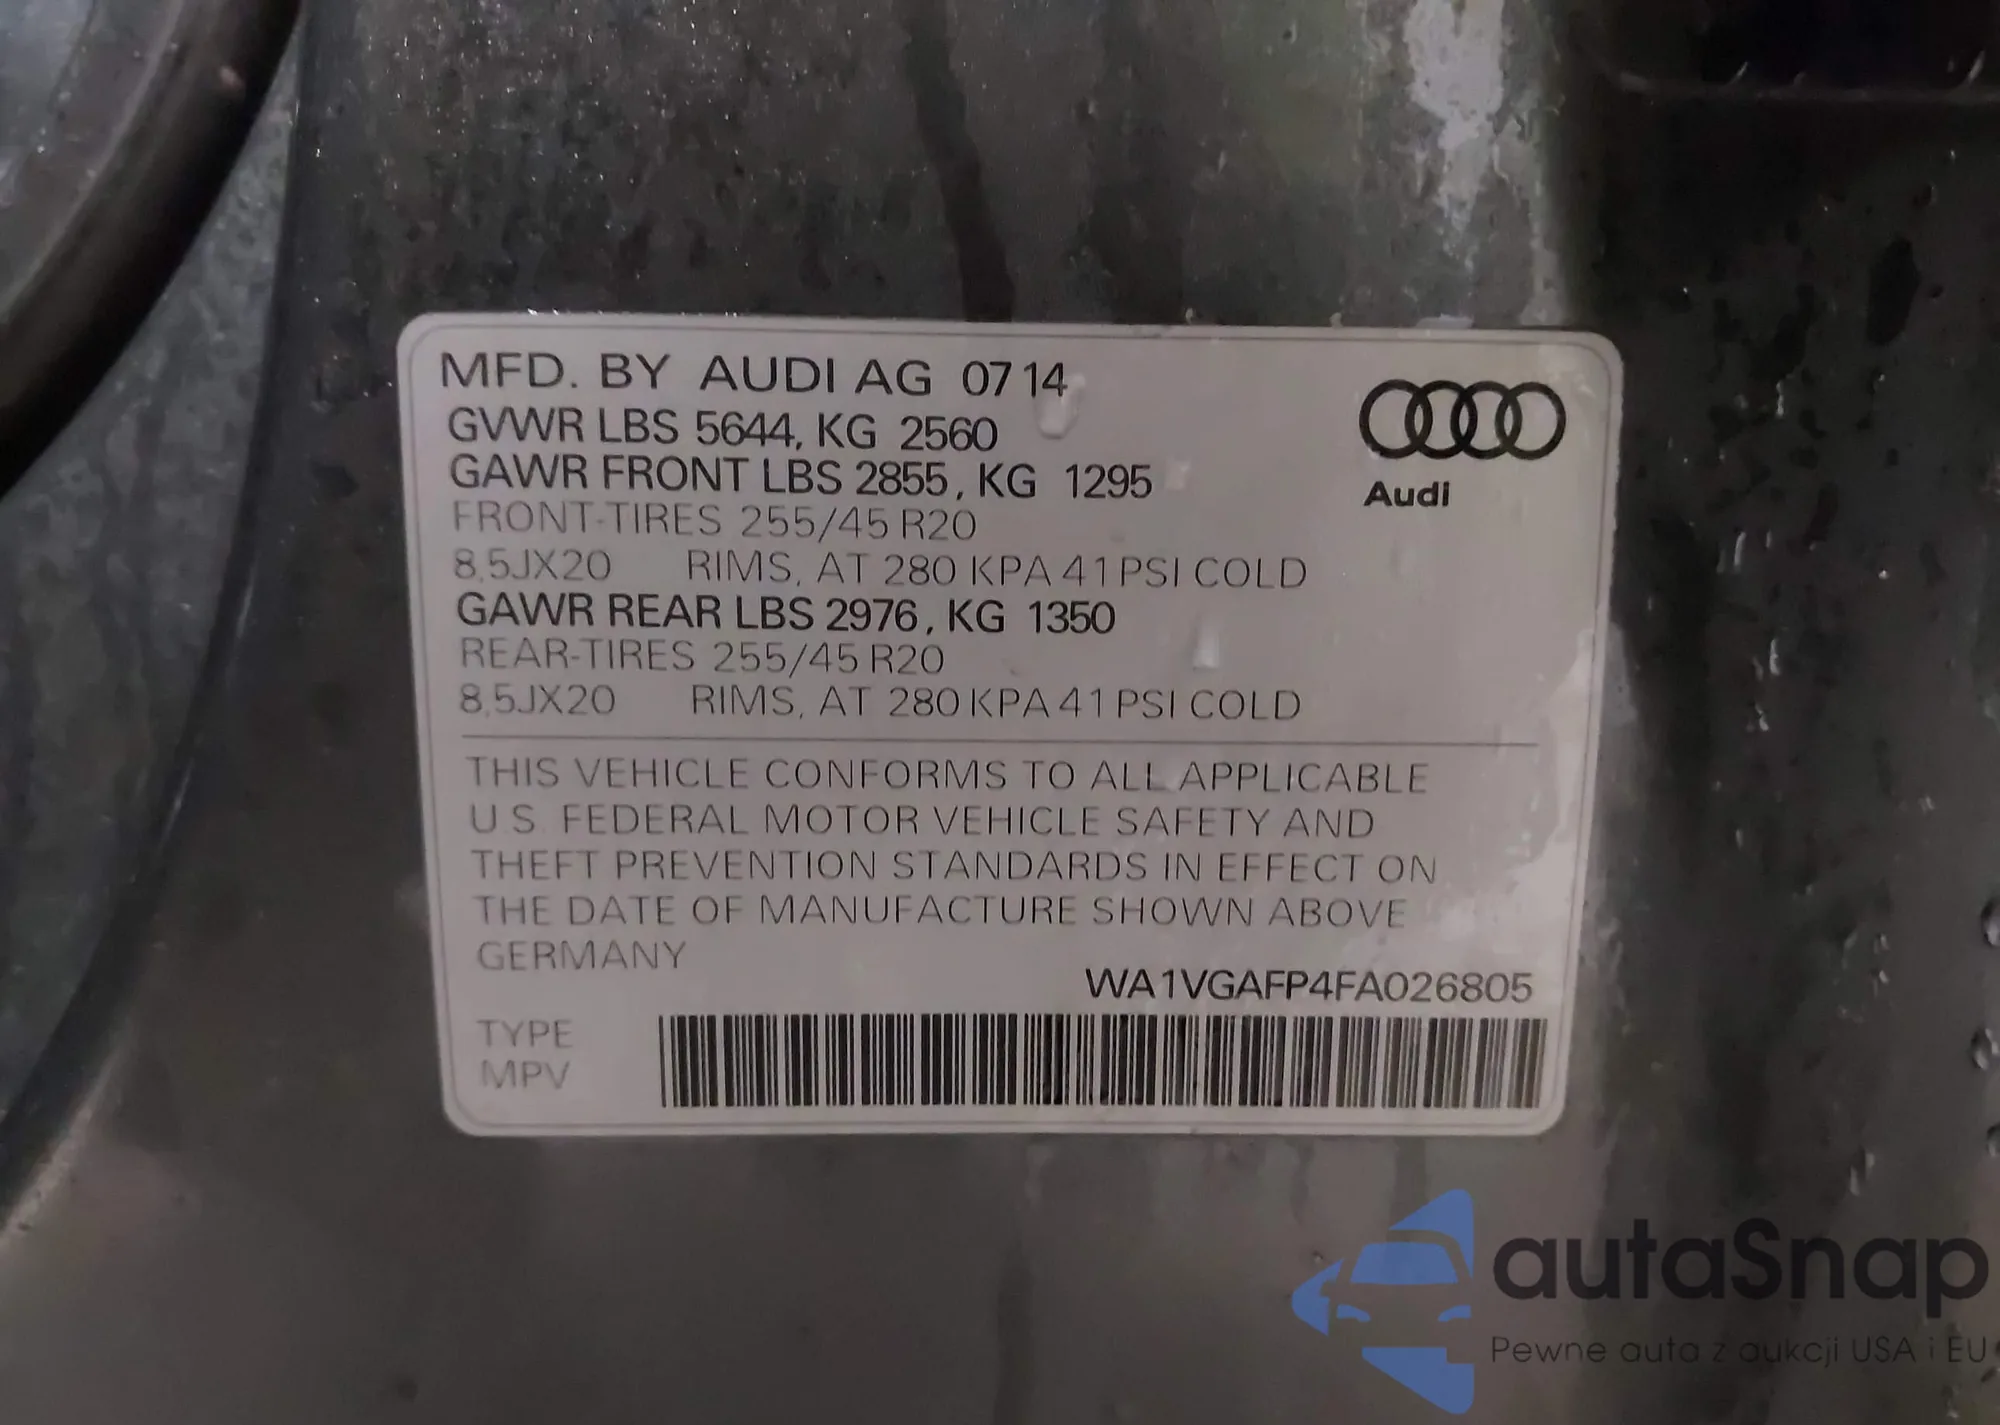 MFD. BY AUDI AG 0714
GVWR LBS 5644, KG 2560
GAWR FRONT LBS 2855, KG 1295
FRONT-TIRES 255/45 R20
8,5JX20 RIMS, AT 280 KPA 41 PSI COLD
GAWR REAR LBS 2976, KG 1350
REAR-TIRES 255/45 R20
8,5JX20 RIMS, AT 280 KPA 41 PSI COLD
Audi
THIS VEHICLE CONFORMS TO ALL APPLICABLE
U.S. FEDERAL MOTOR VEHICLE SAFETY AND
THEFT PREVENTION STANDARDS IN EFFECT ON
THE DATE OF MANUFACTURE SHOWN ABOVE
GERMANY
WA1VGAFP4FA026805
TYPE
MPV
autaSnap
Pewne auta z aukcji USA i EU